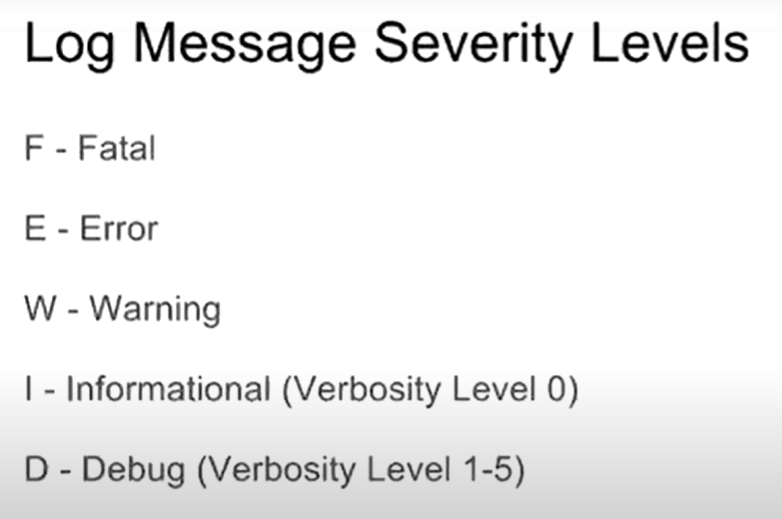 Log Message Severity Levels
F - Fatal
E - Error
W - Warning
I - Informational (Verbosity Level 0)
D - Debug (Verbosity Level 1-5)